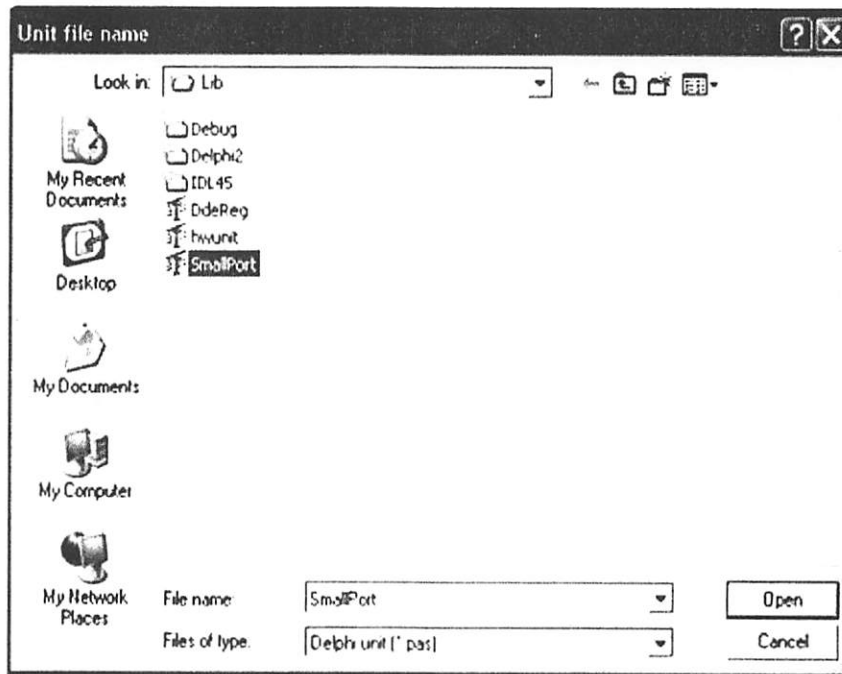 Unit file name
Look in: Lib
Debug
Delphi2
IDL45
DdeReg
hwunit
SmallPort
My Recent
Documents
Desktop
My Documents
My Computer
My Network
Places
File name: SmallPort Open
Files of type: Delphi unit (*.pas) Cancel